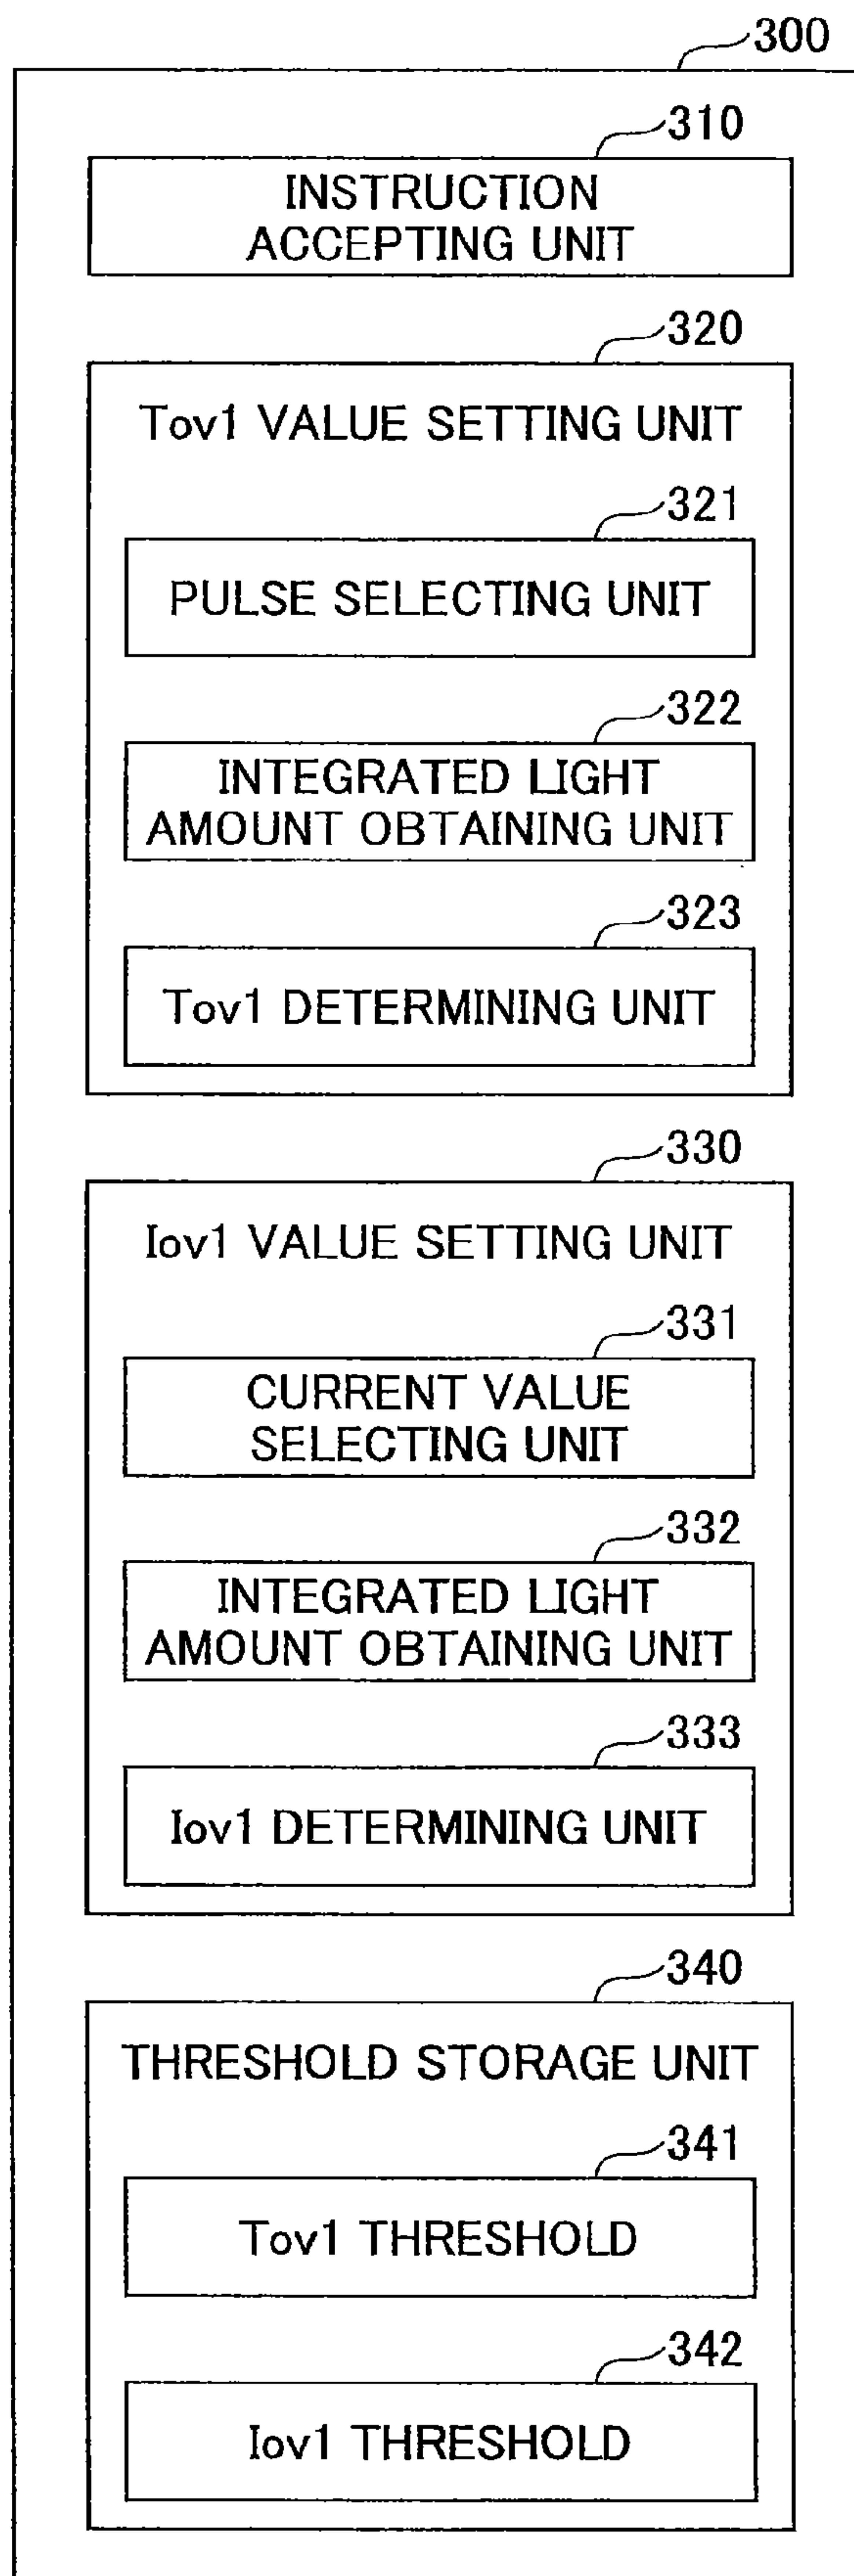 300
310
INSTRUCTION
ACCEPTING UNIT
320
Tov1 VALUE SETTING UNIT
321
PULSE SELECTING UNIT
322
INTEGRATED LIGHT
AMOUNT OBTAINING UNIT
323
Tov1 DETERMINING UNIT
330
Iov1 VALUE SETTING UNIT
331
CURRENT VALUE
SELECTING UNIT
332
INTEGRATED LIGHT
AMOUNT OBTAINING UNIT
333
Iov1 DETERMINING UNIT
340
THRESHOLD STORAGE UNIT
341
Tov1 THRESHOLD
342
Iov1 THRESHOLD